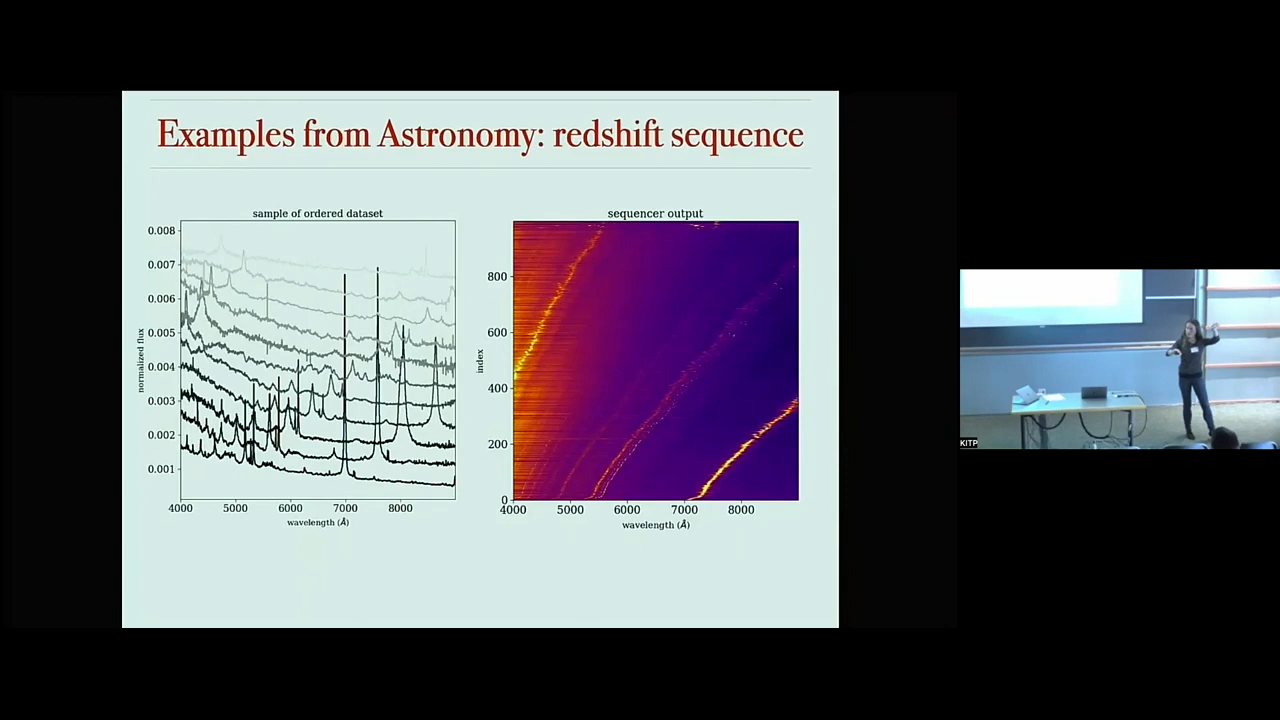 Examples from Astronomy: redshift sequence
sample of ordered dataset
0.008
0.007
0.006
0.005
0.004
0.003
0.002
0.001
normalized flux
4000 5000 6000 7000 8000
wavelength (Å)
sequencer output
800
600
400
200
0
index
4000 5000 6000 7000 8000
wavelength (Å)
KITP